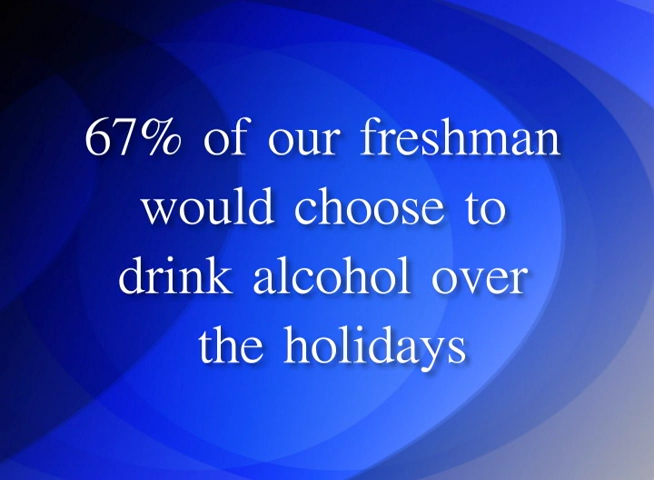 67% of our freshman
would choose to
drink alcohol over
the holidays